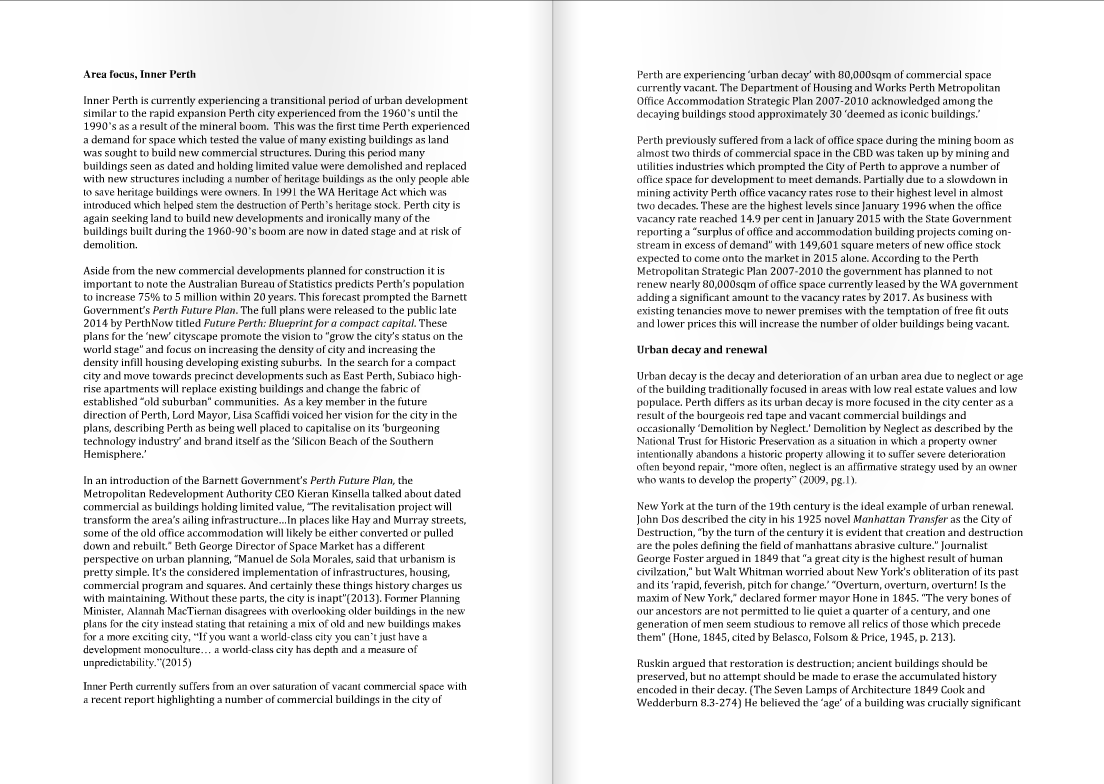 Area focus, Inner Perth
Inner Perth is currently experiencing a transitional period of urban development
similar to the rapid expansion Perth city experienced from the 1960's until the
1990's as a result of the mineral boom.  This was the first time Perth experienced
a demand for space which tested the value of many existing buildings as land
was sought to build new commercial structures. During this period many
buildings seen as dated and holding limited value were demolished and replaced
with new structures including a number of heritage buildings as the only people able
to save heritage buildings were owners. In 1991 the WA Heritage Act which was
introduced which helped stem the destruction of Perth's heritage stock. Perth city is
again seeking land to build new developments and ironically many of the
buildings built during the 1960-90's boom are now in dated stage and at risk of
demolition.
Aside from the new commercial developments planned for construction it is
important to note the Australian Bureau of Statistics predicts Perth's population
to increase 75% to 5 million within 20 years. This forecast prompted the Barnett
Government's Perth Future Plan. The full plans were released to the public late
2014 by PerthNow titled Future Perth: Blueprint for a compact capital. These
plans for the 'new' cityscape promote the vision to "grow the city's status on the
world stage" and focus on increasing the density of city and increasing the
density infill housing developing existing suburbs.  In the search for a compact
city and move towards precinct developments such as East Perth, Subiaco high-
rise apartments will replace existing buildings and change the fabric of
established "old suburban" communities.  As a key member in the future
direction of Perth, Lord Mayor, Lisa Scaffidi voiced her vision for the city in the
plans, describing Perth as being well placed to capitalise on its 'burgeoning
technology industry' and brand itself as the 'Silicon Beach of the Southern
Hemisphere.'
In an introduction of the Barnett Government's Perth Future Plan, the
Metropolitan Redevelopment Authority CEO Kieran Kinsella talked about dated
commercial as buildings holding limited value, "The revitalisation project will
transform the area's ailing infrastructure...In places like Hay and Murray streets,
some of the old office accommodation will likely be either converted or pulled
down and rebuilt." Beth George Director of Space Market has a different
perspective on urban planning, "Manuel de Sola Morales, said that urbanism is
pretty simple. It's the considered implementation of infrastructures, housing,
commercial program and squares. And certainly these things history charges us
with maintaining. Without these parts, the city is inapt"(2013). Former Planning
Minister, Alannah MacTiernan disagrees with overlooking older buildings in the new
plans for the city instead stating that retaining a mix of old and new buildings makes
for a more exciting city, "If you want a world-class city you can't just have a
development monoculture… a world-class city has depth and a measure of
unpredictability."(2015)
Inner Perth currently suffers from an over saturation of vacant commercial space with
a recent report highlighting a number of commercial buildings in the city of
Perth are experiencing 'urban decay' with 80,000sqm of commercial space
currently vacant. The Department of Housing and Works Perth Metropolitan
Office Accommodation Strategic Plan 2007-2010 acknowledged among the
decaying buildings stood approximately 30 'deemed as iconic buildings.'
Perth previously suffered from a lack of office space during the mining boom as
almost two thirds of commercial space in the CBD was taken up by mining and
utilities industries which prompted the City of Perth to approve a number of
office space for development to meet demands. Partially due to a slowdown in
mining activity Perth office vacancy rates rose to their highest level in almost
two decades. These are the highest levels since January 1996 when the office
vacancy rate reached 14.9 per cent in January 2015 with the State Government
reporting a "surplus of office and accommodation building projects coming on-
stream in excess of demand" with 149,601 square meters of new office stock
expected to come onto the market in 2015 alone. According to the Perth
Metropolitan Strategic Plan 2007-2010 the government has planned to not
renew nearly 80,000sqm of office space currently leased by the WA government
adding a significant amount to the vacancy rates by 2017. As business with
existing tenancies move to newer premises with the temptation of free fit outs
and lower prices this will increase the number of older buildings being vacant.
Urban decay and renewal
Urban decay is the decay and deterioration of an urban area due to neglect or age
of the building traditionally focused in areas with low real estate values and low
populace. Perth differs as its urban decay is more focused in the city center as a
result of the bourgeois red tape and vacant commercial buildings and
occasionally 'Demolition by Neglect.' Demolition by Neglect as described by the
National Trust for Historic Preservation as a situation in which a property owner
intentionally abandons a historic property allowing it to suffer severe deterioration
often beyond repair, "more often, neglect is an affirmative strategy used by an owner
who wants to develop the property" (2009, pg.1).
New York at the turn of the 19th century is the ideal example of urban renewal.
John Dos described the city in his 1925 novel Manhattan Transfer as the City of
Destruction, "by the turn of the century it is evident that creation and destruction
are the poles defining the field of manhattans abrasive culture." Journalist
George Foster argued in 1849 that "a great city is the highest result of human
civilzation," but Walt Whitman worried about New York's obliteration of its past
and its 'rapid, feverish, pitch for change.' "Overturn, overturn, overturn! Is the
maxim of New York," declared former mayor Hone in 1845. "The very bones of
our ancestors are not permitted to lie quiet a quarter of a century, and one
generation of men seem studious to remove all relics of those which precede
them" (Hone, 1845, cited by Belasco, Folsom & Price, 1945, p. 213).
Ruskin argued that restoration is destruction; ancient buildings should be
preserved, but no attempt should be made to erase the accumulated history
encoded in their decay. (The Seven Lamps of Architecture 1849 Cook and
Wedderburn 8.3-274) He believed the 'age' of a building was crucially significant